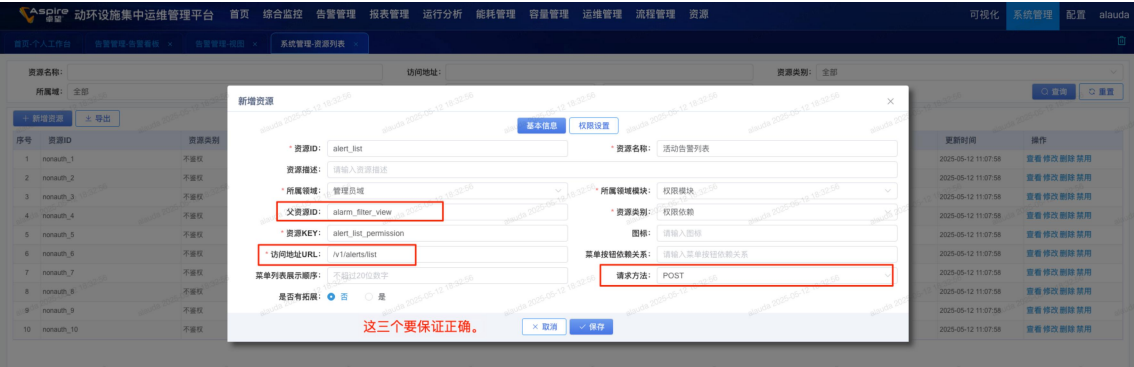 Aspire 卓望 动环设施集中运维管理平台 首页 综合监控 告警管理 报表管理 运行分析 能耗管理 容量管理 运维管理 流程管理 资源 可视化 系统管理 配置 alauda
首页-个人工作台 告警管理-告警看板 × 告警管理-视图 × 系统管理-资源列表 ×
资源名称: 访问地址: 资源类别: 全部
所属域: 全部 查询 重置
+ 新增资源 导出
序号 资源ID 资源类别 更新时间 操作
1 nonauth_1 不鉴权 2025-05-12 11:07:58 查看 修改 删除 禁用
2 nonauth_2 不鉴权 2025-05-12 11:07:58 查看 修改 删除 禁用
3 nonauth_3 不鉴权 2025-05-12 11:07:58 查看 修改 删除 禁用
4 nonauth_4 不鉴权 2025-05-12 11:07:58 查看 修改 删除 禁用
5 nonauth_5 不鉴权 2025-05-12 11:07:58 查看 修改 删除 禁用
6 nonauth_6 不鉴权 2025-05-12 11:07:58 查看 修改 删除 禁用
7 nonauth_7 不鉴权 2025-05-12 11:07:58 查看 修改 删除 禁用
8 nonauth_8 不鉴权 2025-05-12 11:07:58 查看 修改 删除 禁用
9 nonauth_9 不鉴权 2025-05-12 11:07:58 查看 修改 删除 禁用
10 nonauth_10 不鉴权 2025-05-12 11:07:58 查看 修改 删除 禁用
新增资源 ×
基本信息 权限设置
* 资源ID: alert_list * 资源名称: 活动告警列表
资源描述: 请输入资源描述
* 所属领域: 管理员域 * 所属领域模块: 权限模块
父资源ID: alarm_filter_view * 资源类别: 权限依赖
* 资源KEY: alert_list_permission 图标: 请输入图标
* 访问地址URL: /v1/alerts/list 菜单按钮依赖关系: 请输入菜单按钮依赖关系
菜单列表展示顺序: 不超过20位数字 请求方法: POST
是否有拓展: 否 是
这三个要保证正确。
× 取消 ✓ 保存
alauda 2025-05-12 18:32:56